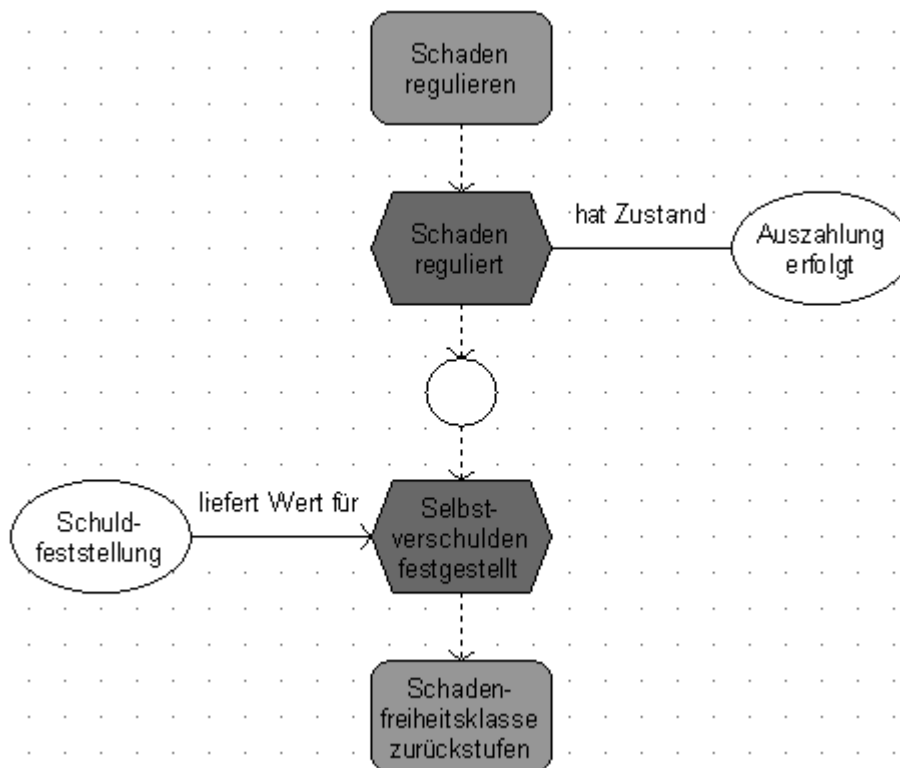 Schaden
regulieren
hat Zustand
Schaden
reguliert
Auszahlung
erfolgt
liefert Wert für
Schuld-
feststellung
Selbst-
verschulden
festgestellt
Schaden-
freiheitsklasse
zurückstufen